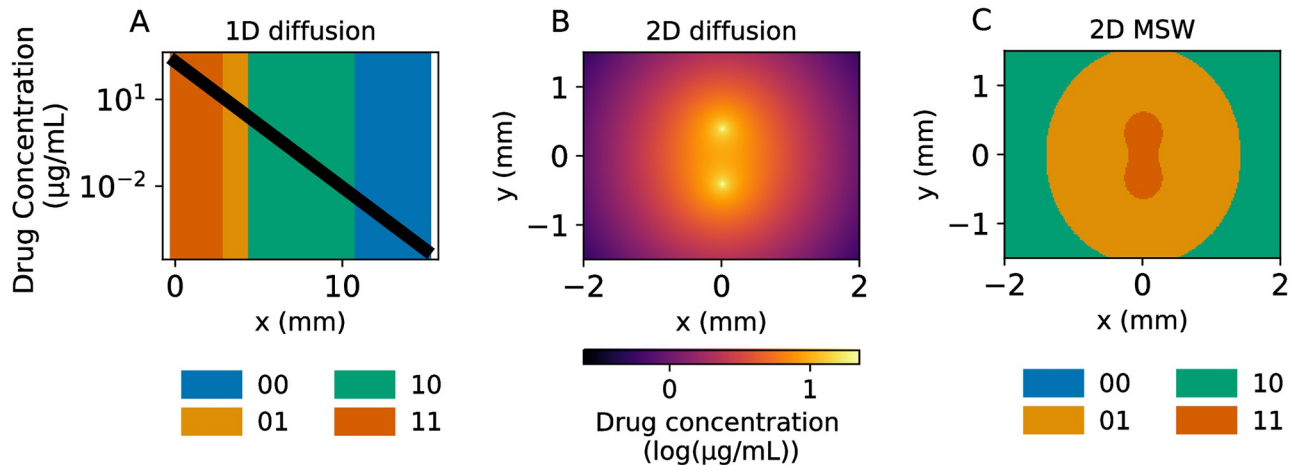 A
1D diffusion
Drug Concentration
(μg/mL)
10¹
10⁻²
0
10
x (mm)
00
10
01
11
B
2D diffusion
y (mm)
1
0
−1
−2
0
2
x (mm)
0
1
Drug concentration
(log(μg/mL))
C
2D MSW
y (mm)
1
0
−1
−2
0
2
x (mm)
00
10
01
11